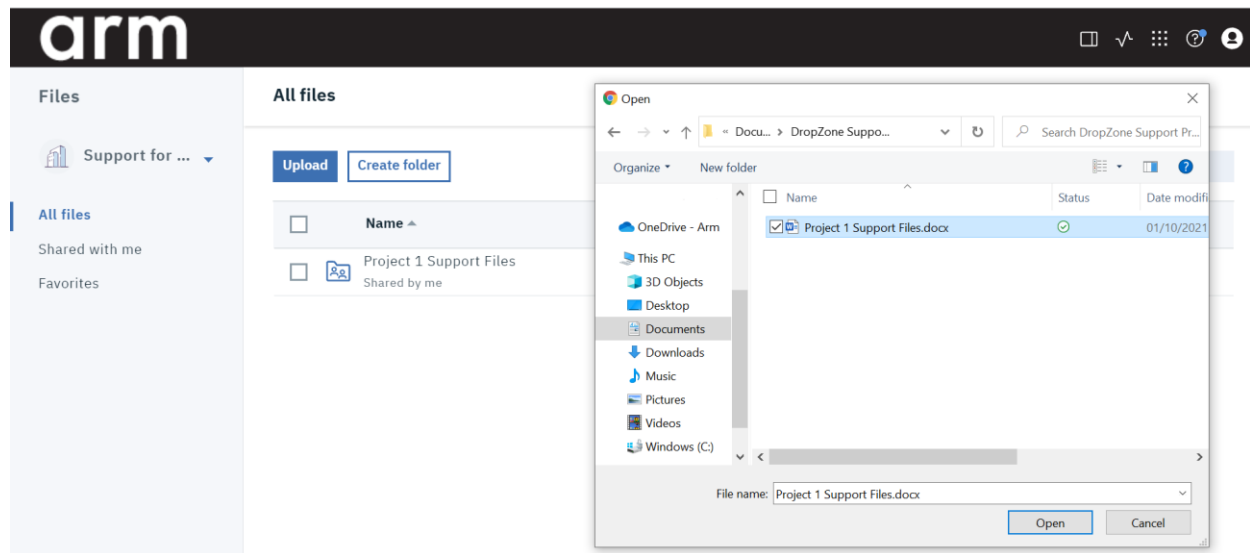 arm
Files
All files
Support for ...
Upload
Create folder
All files
Shared with me
Favorites
Name
Project 1 Support Files
Shared by me
Open
« Docu... > DropZone Suppo...
Search DropZone Support Pr...
Organize
New folder
?
Name
Status
Date modifi
OneDrive - Arm
Project 1 Support Files.docx
01/10/2021
This PC
3D Objects
Desktop
Documents
Downloads
Music
Pictures
Videos
Windows (C:)
File name: Project 1 Support Files.docx
Open
Cancel